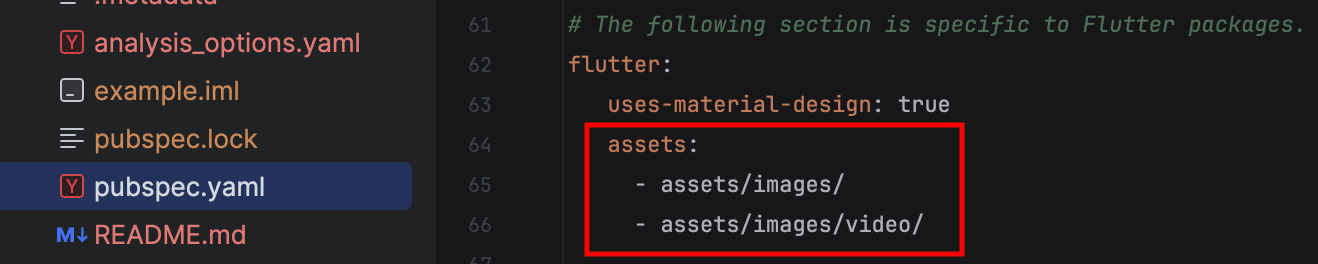 .metadata
analysis_options.yaml
example.iml
pubspec.lock
pubspec.yaml
README.md
61 # The following section is specific to Flutter packages.
62 flutter:
63 uses-material-design: true
64 assets:
65 - assets/images/
66 - assets/images/video/
67